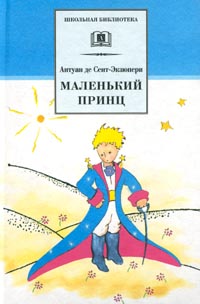 ШКОЛЬНАЯ БИБЛИОТЕКА
Антуан де Сент-Экзюпери
МАЛЕНЬКИЙ
ПРИНЦ